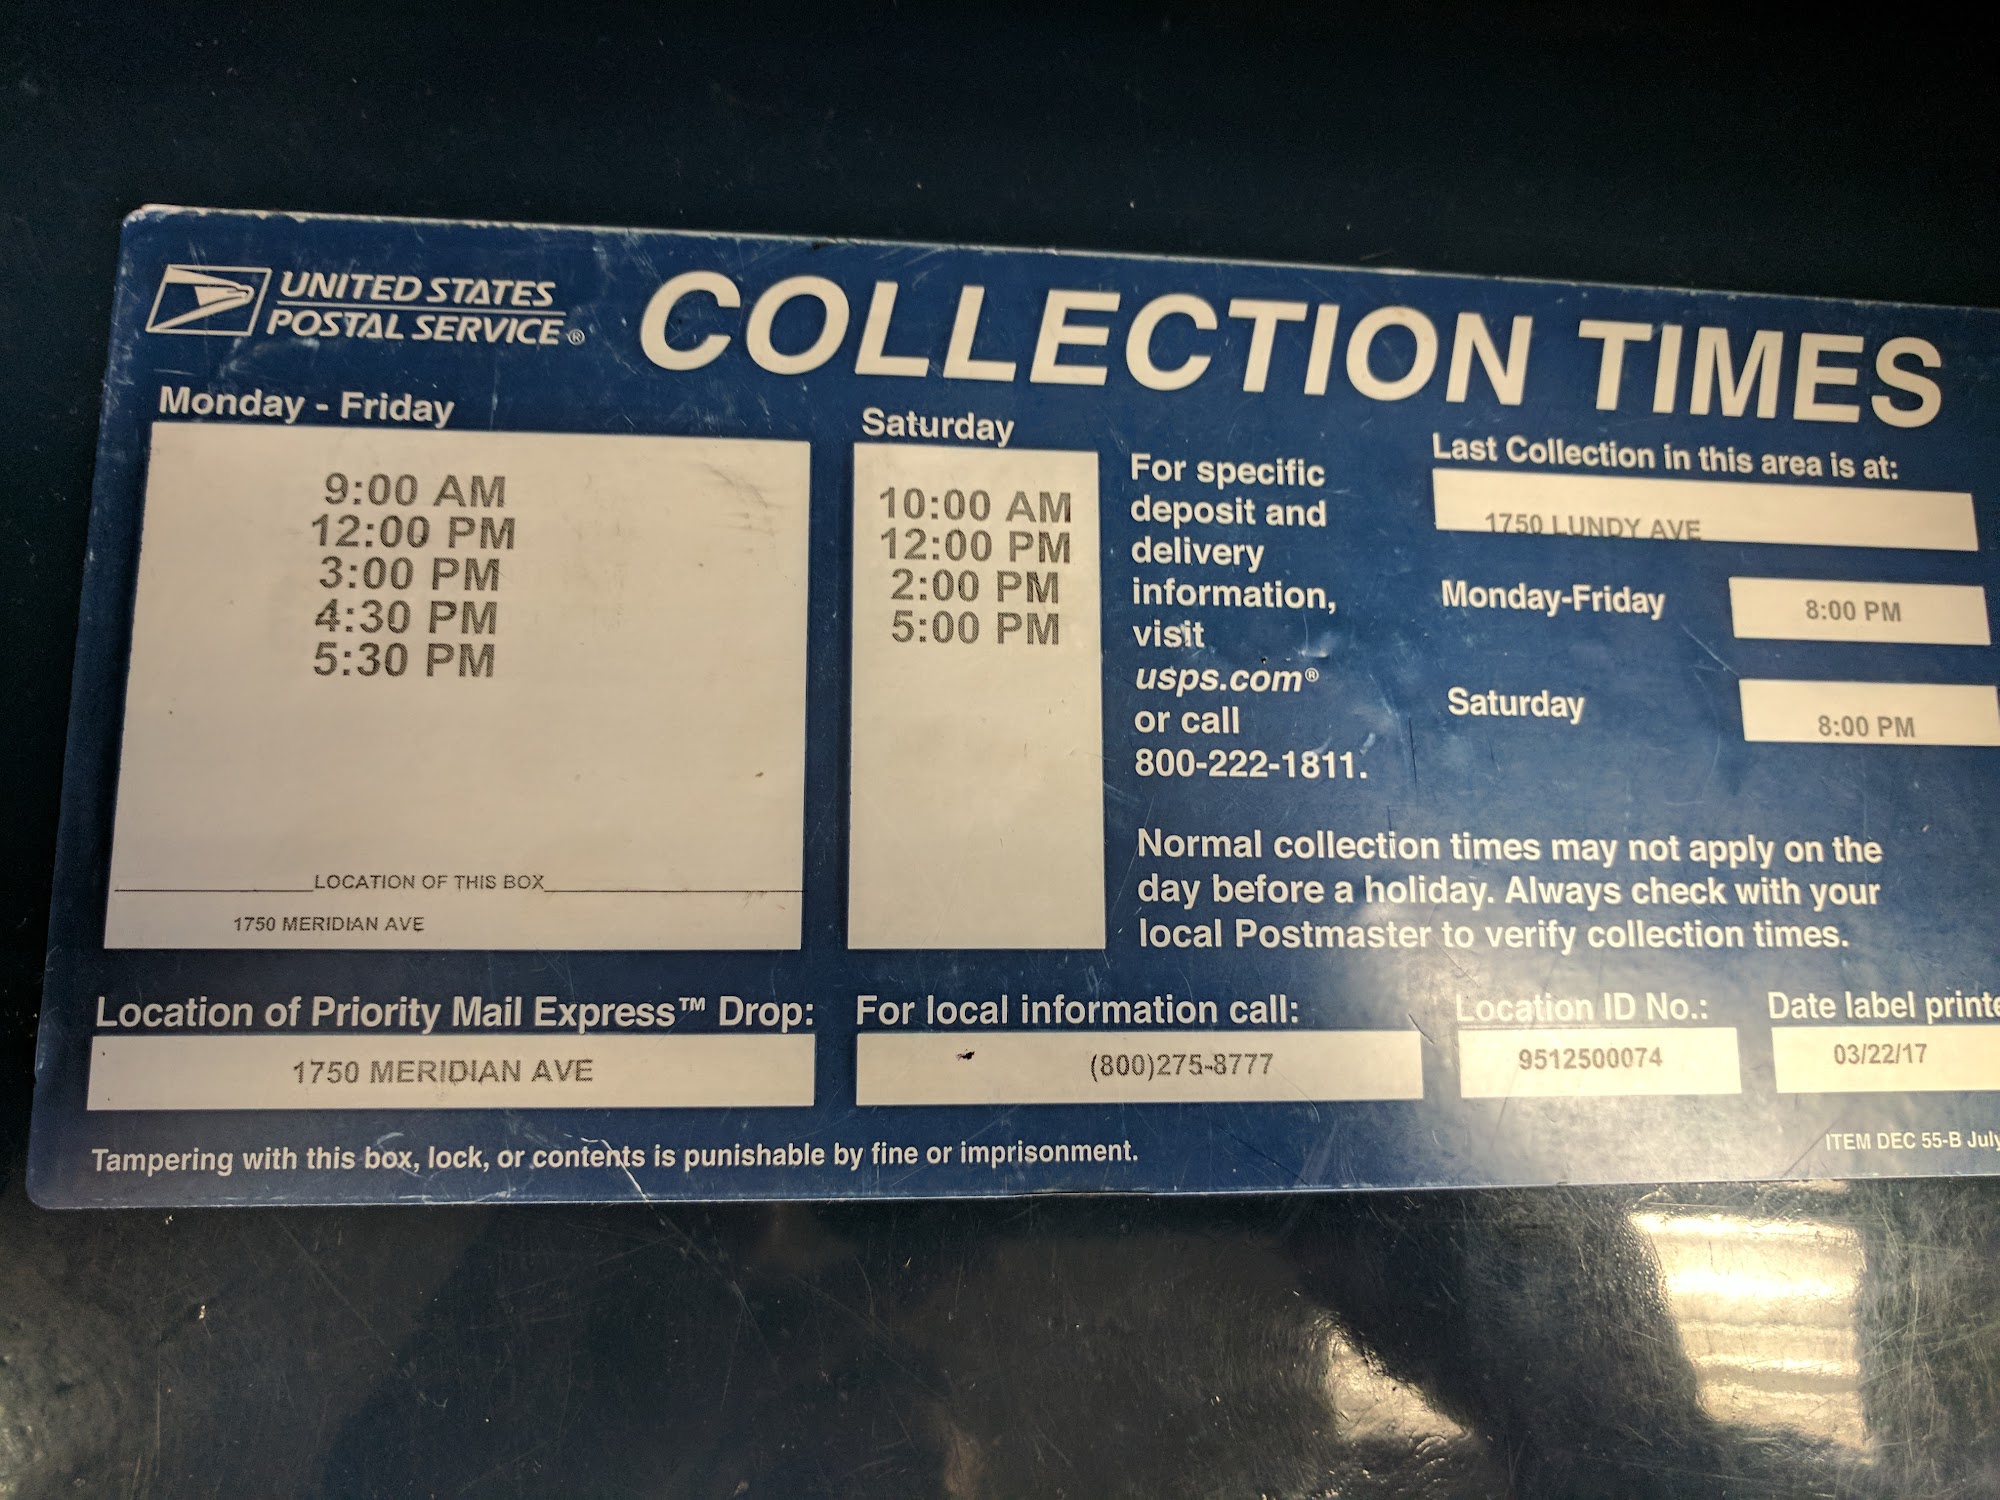 UNITED STATES
POSTAL SERVICE®
COLLECTION TIMES
Monday - Friday
9:00 AM
12:00 PM
3:00 PM
4:30 PM
5:30 PM
LOCATION OF THIS BOX
1750 MERIDIAN AVE
Saturday
10:00 AM
12:00 PM
2:00 PM
5:00 PM
For specific
deposit and
delivery
information,
visit
usps.com®
or call
800-222-1811.
Last Collection in this area is at:
1750 LUNDY AVE
Monday-Friday
8:00 PM
Saturday
8:00 PM
Normal collection times may not apply on the
day before a holiday. Always check with your
local Postmaster to verify collection times.
Location of Priority Mail Express™ Drop:
1750 MERIDIAN AVE
For local information call:
(800)275-8777
Location ID No.:
9512500074
Date label printe
03/22/17
Tampering with this box, lock, or contents is punishable by fine or imprisonment.
ITEM DEC 55-B July